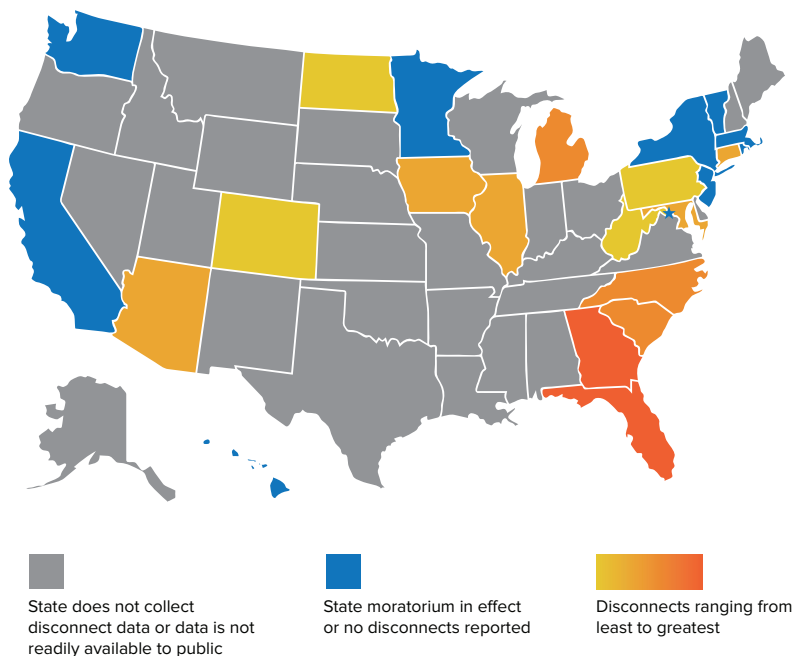 State does not collect
disconnect data or data is not
readily available to public
State moratorium in effect
or no disconnects reported
Disconnects ranging from
least to greatest